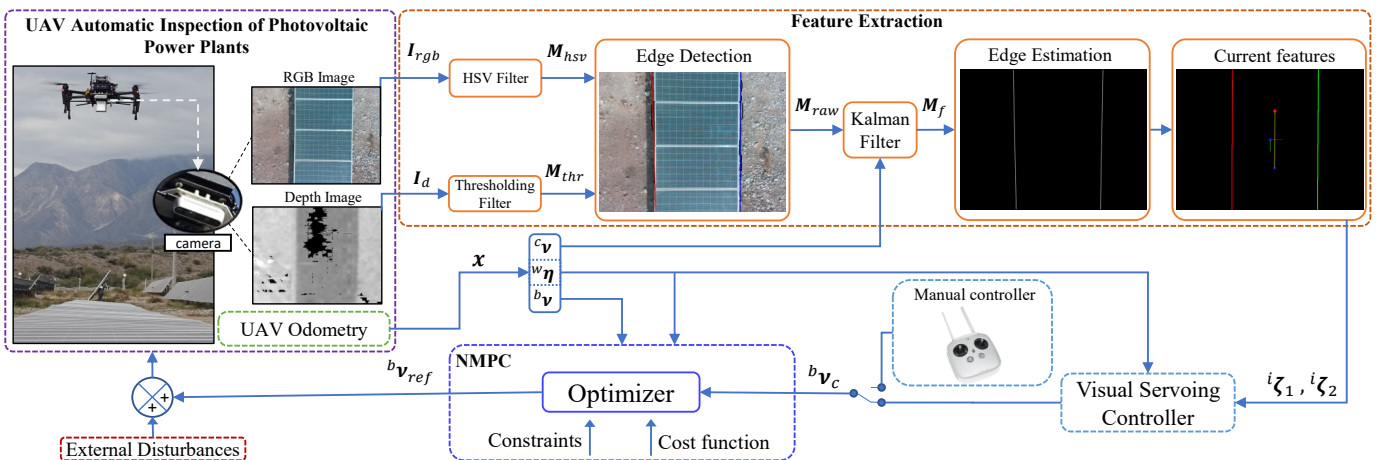 UAV Automatic Inspection of Photovoltaic
Power Plants
RGB Image
Depth Image
camera
UAV Odometry
Feature Extraction
I_rgb
HSV Filter
M_hsv
Edge Detection
I_d
Thresholding
Filter
M_thr
M_raw
Kalman
Filter
M_f
Edge Estimation
Current features
x
ᶜν
ʷη
ᵇν
Manual controller
NMPC
Optimizer
Constraints
Cost function
ᵇν_ref
ᵇν_c
Visual Servoing
Controller
ⁱζ₁ , ⁱζ₂
+
+
External Disturbances